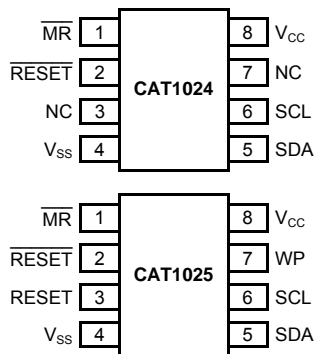 MR 1 8 VCC
RESET 2 7 NC
CAT1024
NC 3 6 SCL
VSS 4 5 SDA
MR 1 8 VCC
RESET 2 7 WP
CAT1025
RESET 3 6 SCL
VSS 4 5 SDA